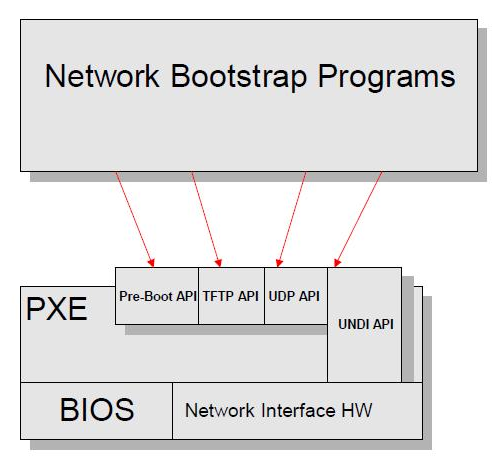 Network Bootstrap Programs
Pre-Boot API
TFTP API
UDP API
UNDI API
PXE
BIOS
Network Interface HW